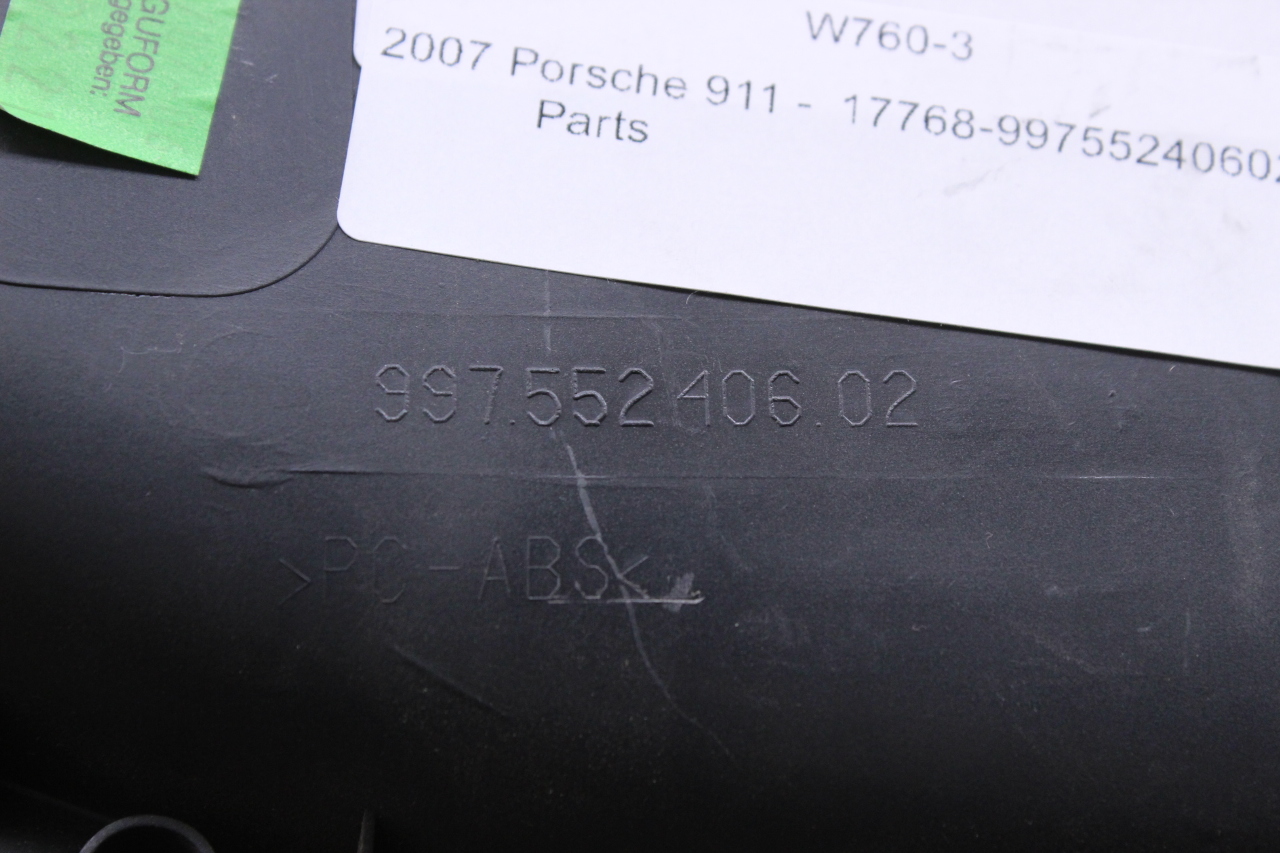 GUFORM
gegeben:
W760-3
2007 Porsche 911 - 17768-99755240602
Parts
997.552.406.02
>PC-ABS<